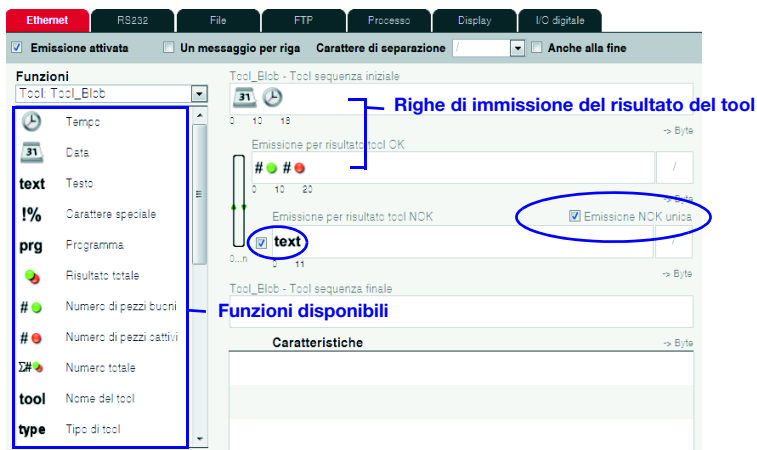 Ethernet RS232 File FTP Processo Display I/O digitale
Emissione attivata Un messaggio per riga Carattere di separazione / Anche alla fine
Funzioni
Tool: Tool_Blob
Tempo
31 Data
text Testo
!% Carattere speciale
prg Programma
Risultato totale
# Numero di pezzi buoni
# Numero di pezzi cattivi
Σ# Numero totale
tool Nome del tool
type Tipo di tool
Funzioni disponibili
Tool_Blob - Tool sequenza iniziale
31
0 10 18
-> Byte
Righe di immissione del risultato del tool
Emissione per risultato tool OK
# #
/
0 10 20
-> Byte
Emissione per risultato tool NOK
Emissione NOK unica
text
/
0...n
0 11
-> Byte
Tool_Blob - Tool sequenza finale
Caratteristiche
-> Byte